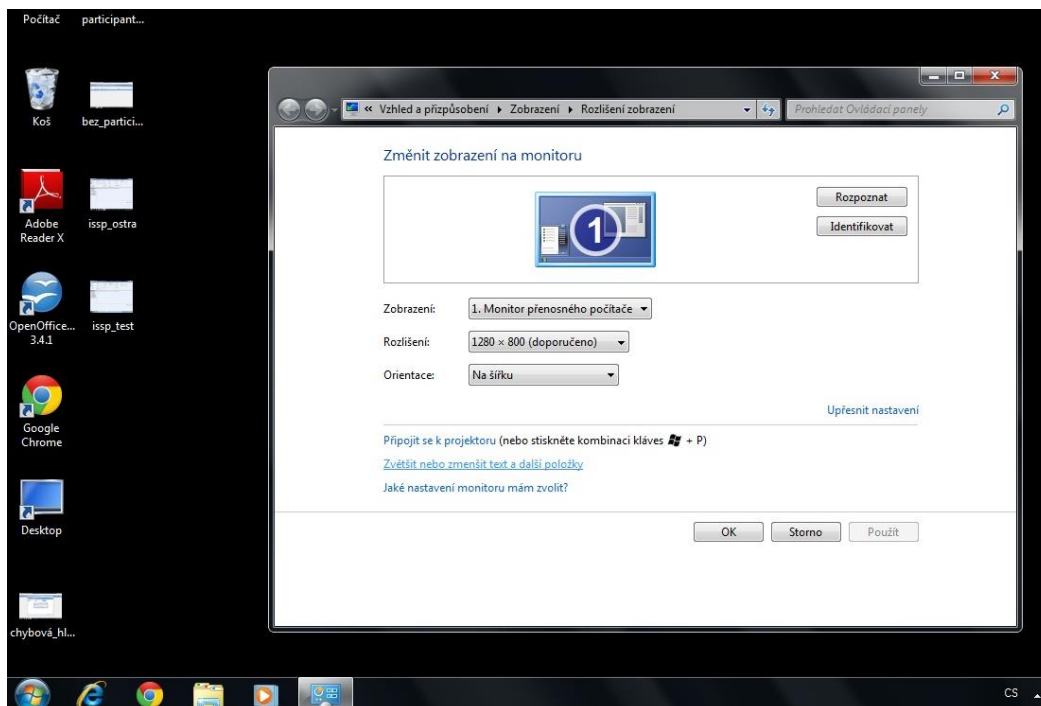 Počítač
participant...
Koš
bez_partici...
Adobe
Reader X
issp_ostra
OpenOffice...
3.4.1
issp_test
Google
Chrome
Desktop
chybová_hl...
« Vzhled a přizpůsobení ▸ Zobrazení ▸ Rozlišení zobrazení
Prohledat Ovládací panely
Změnit zobrazení na monitoru
1
Rozpoznat
Identifikovat
Zobrazení: 1. Monitor přenosného počítače
Rozlišení: 1280 × 800 (doporučeno)
Orientace: Na šířku
Upřesnit nastavení
Připojit se k projektoru (nebo stiskněte kombinaci kláves + P)
Zvětšit nebo zmenšit text a další položky
Jaké nastavení monitoru mám zvolit?
OK Storno Použít
CS